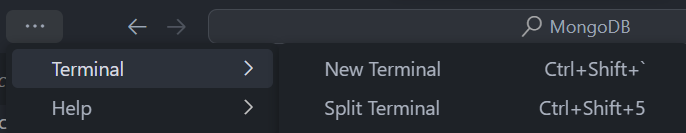 MongoDB
Terminal New Terminal Ctrl+Shift+`
Help Split Terminal Ctrl+Shift+5